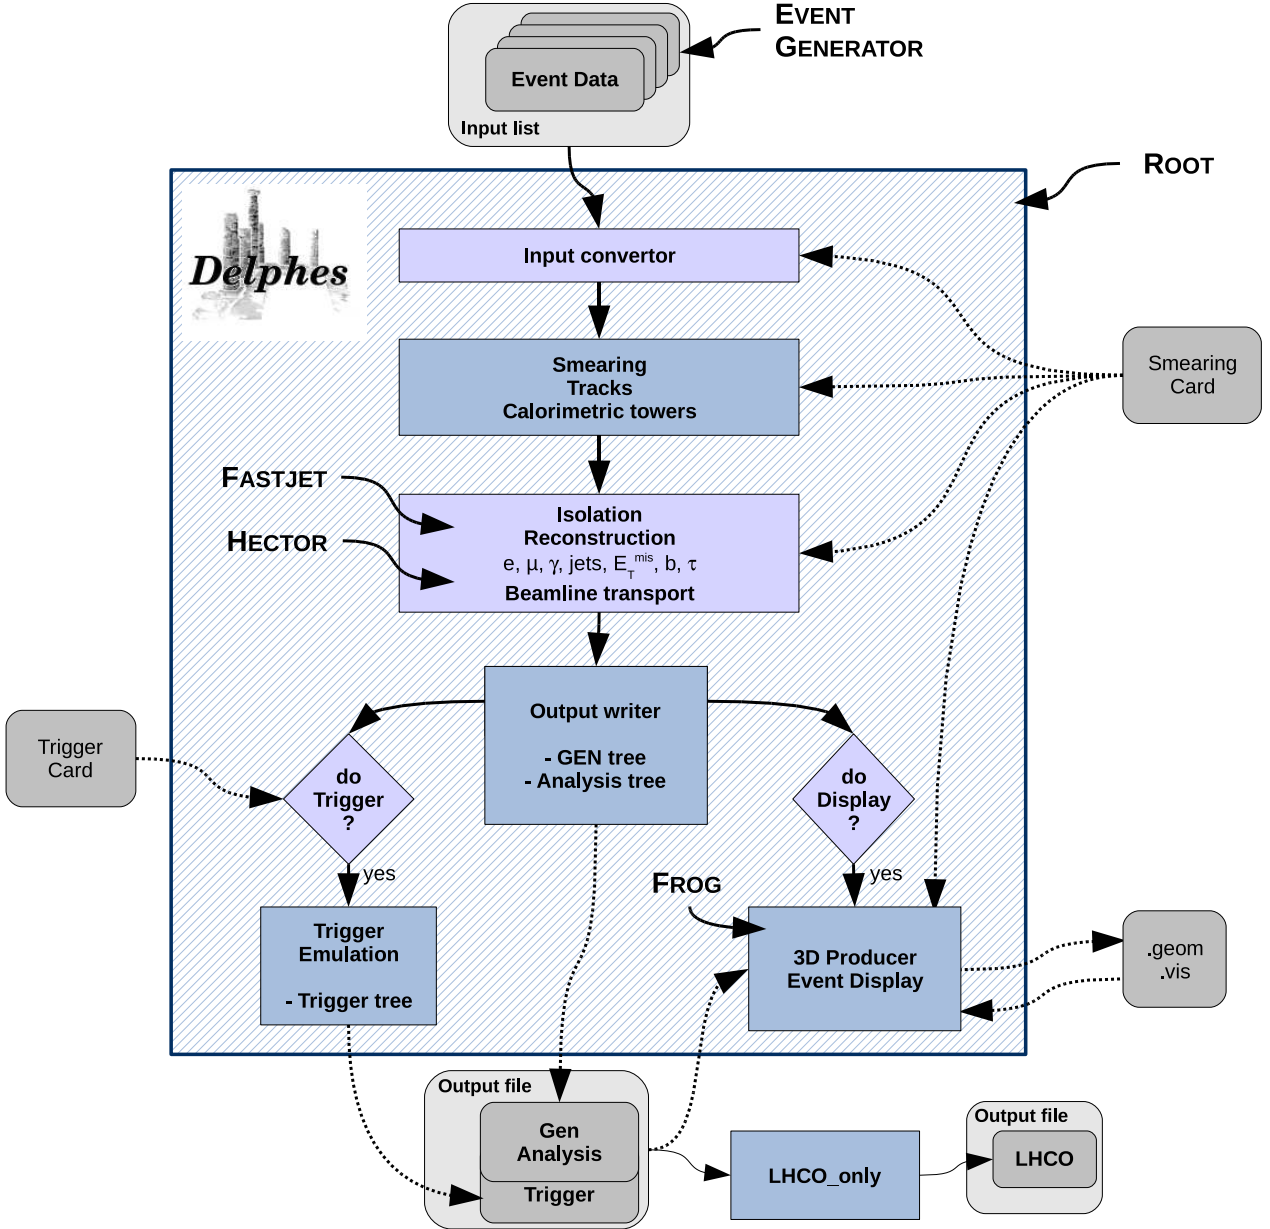 EVENT
GENERATOR
Event Data
Input list
ROOT
Delphes
Input convertor
Smearing
Tracks
Calorimetric towers
Smearing
Card
FASTJET
HECTOR
Isolation
Reconstruction
e, μ, γ, jets, E_T^mis, b, τ
Beamline transport
Output writer
- GEN tree
- Analysis tree
Trigger
Card
do
Trigger
?
yes
do
Display
?
yes
FROG
Trigger
Emulation
- Trigger tree
3D Producer
Event Display
.geom
.vis
Output file
Gen
Analysis
Trigger
LHCO_only
Output file
LHCO